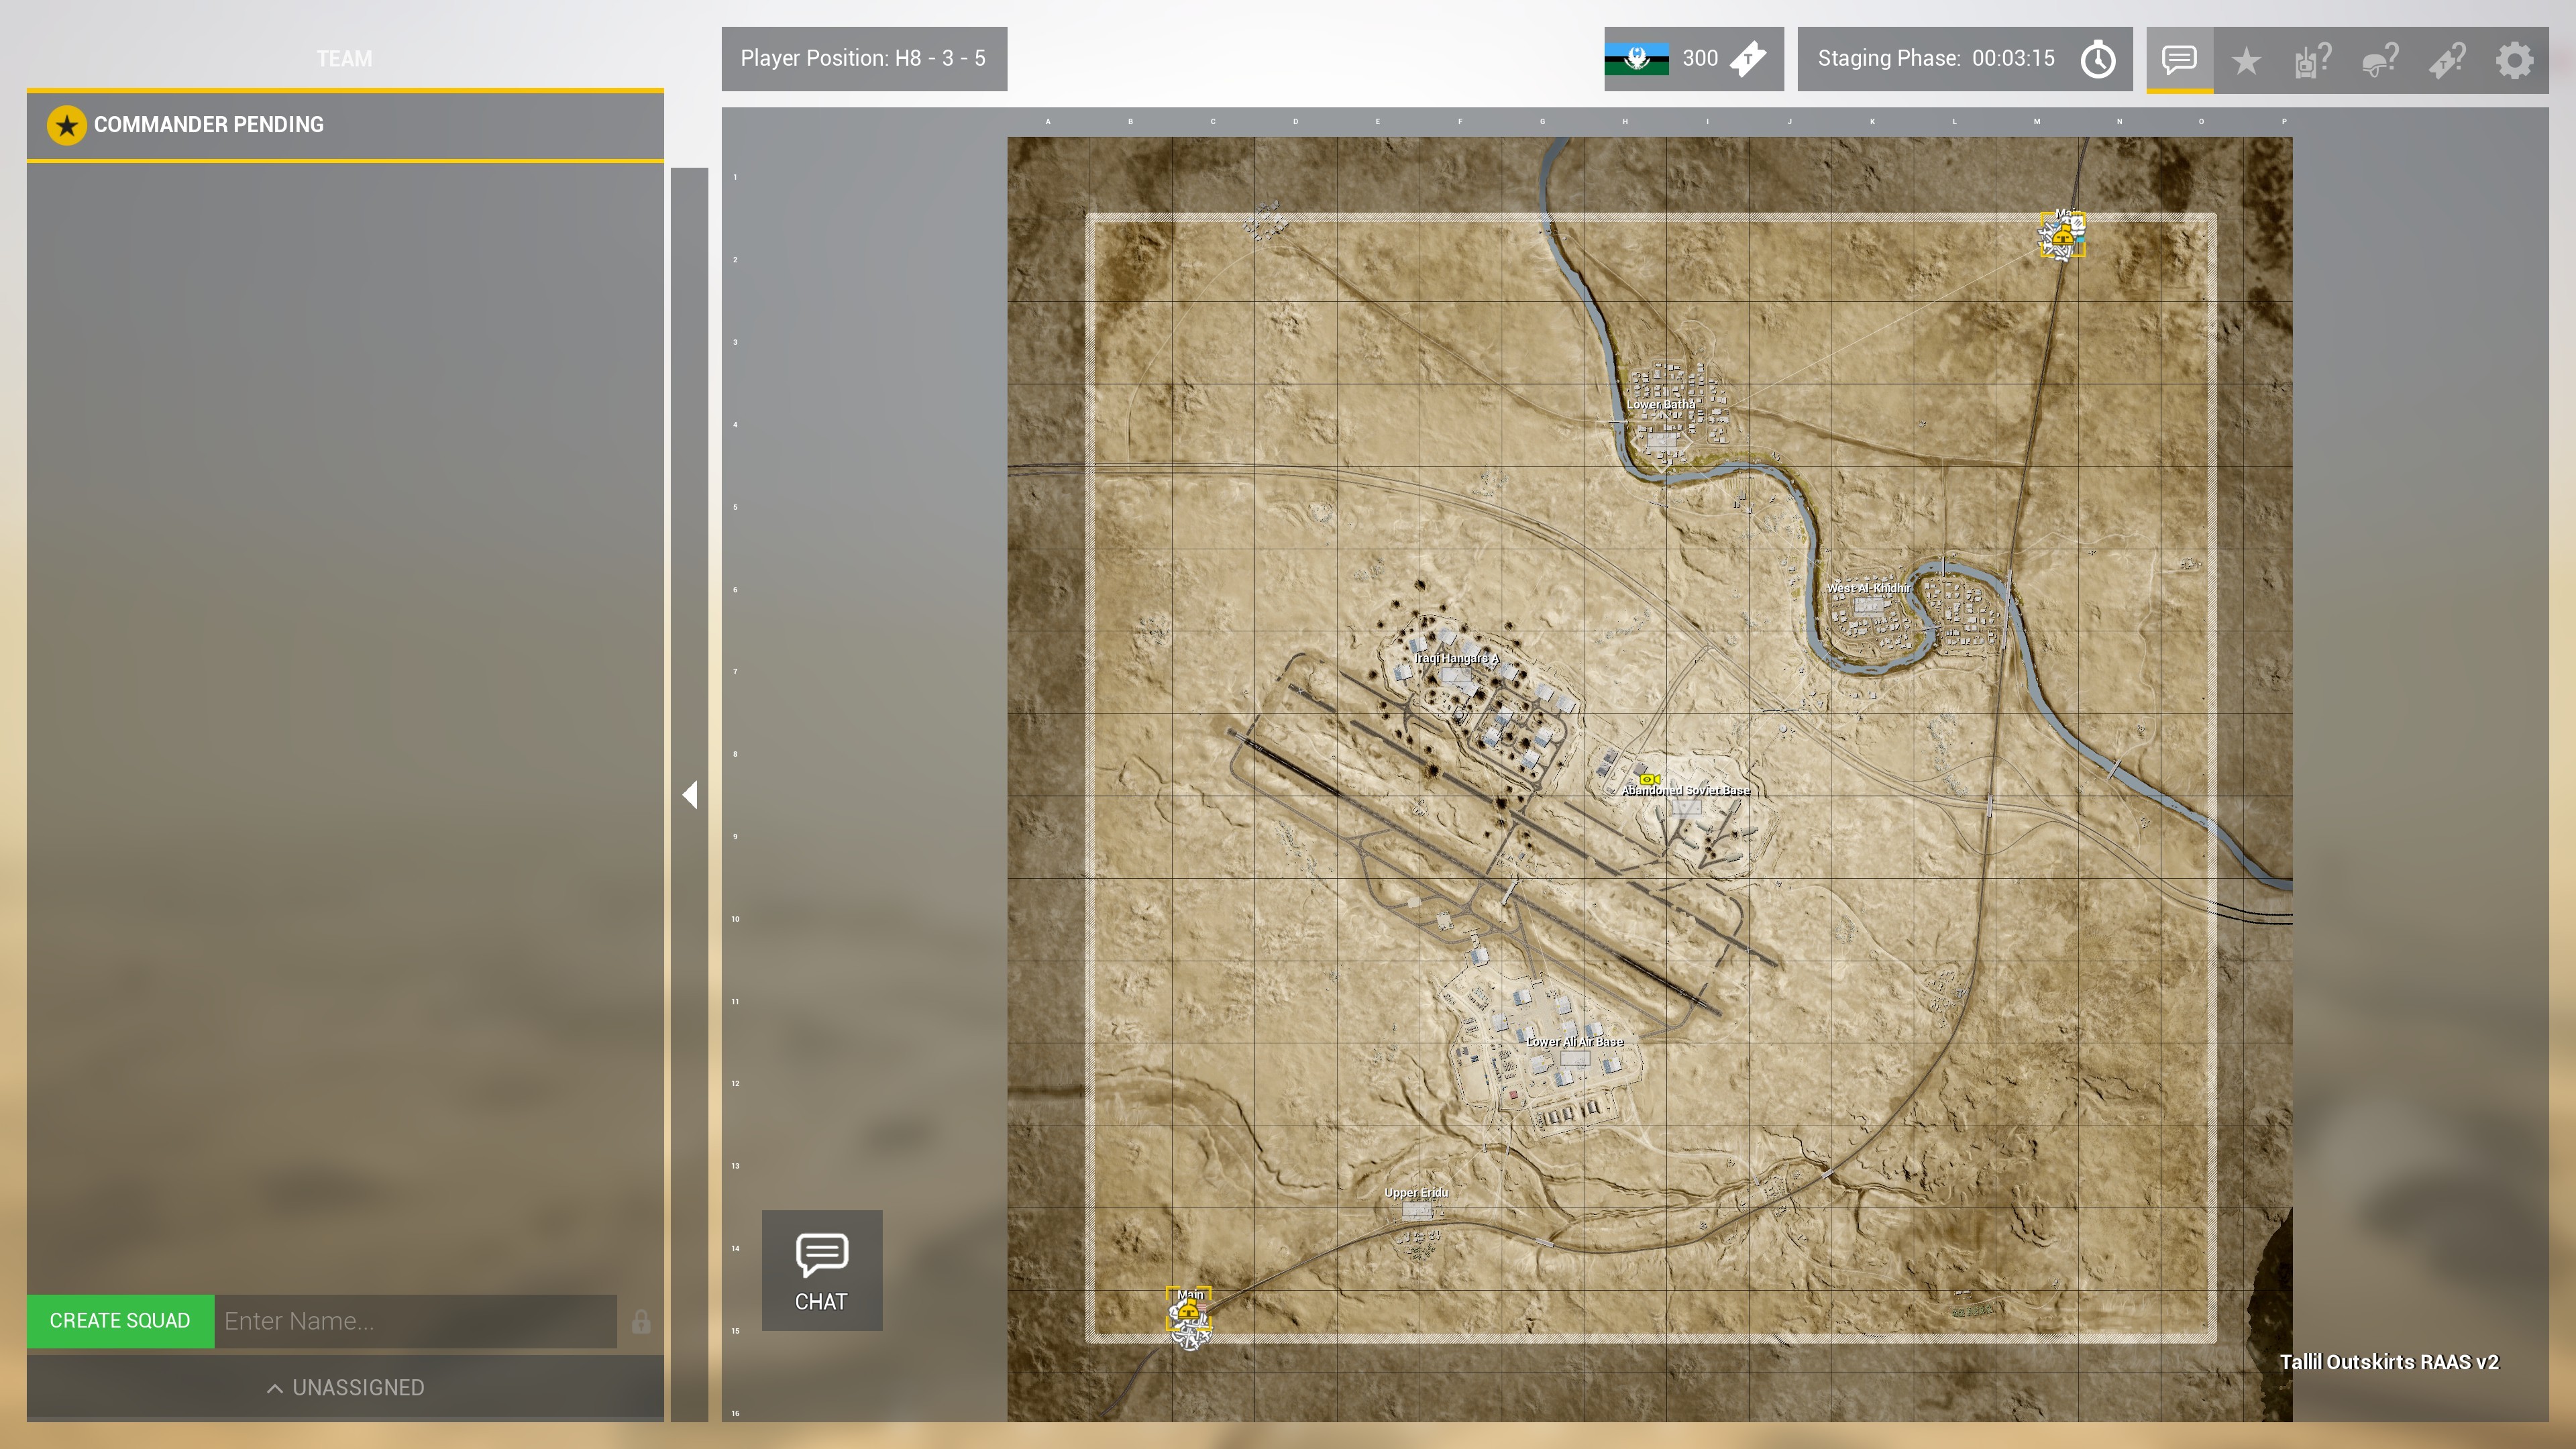 TEAM
Player Position: H8 - 3 - 5
300
T
Staging Phase: 00:03:15
COMMANDER PENDING
A B C D E F G H I J K L M N O P
1
Main
2
3
Lower Batha
4
5
6
West Al-Khidhir
Iraqi Hangars A
7
8
Abandoned Soviet Base
9
10
11
Lower Ali Air Base
12
13
Upper Eridu
14
CHAT
Main
CREATE SQUAD
Enter Name...
15
Tallil Outskirts RAAS v2
UNASSIGNED
16